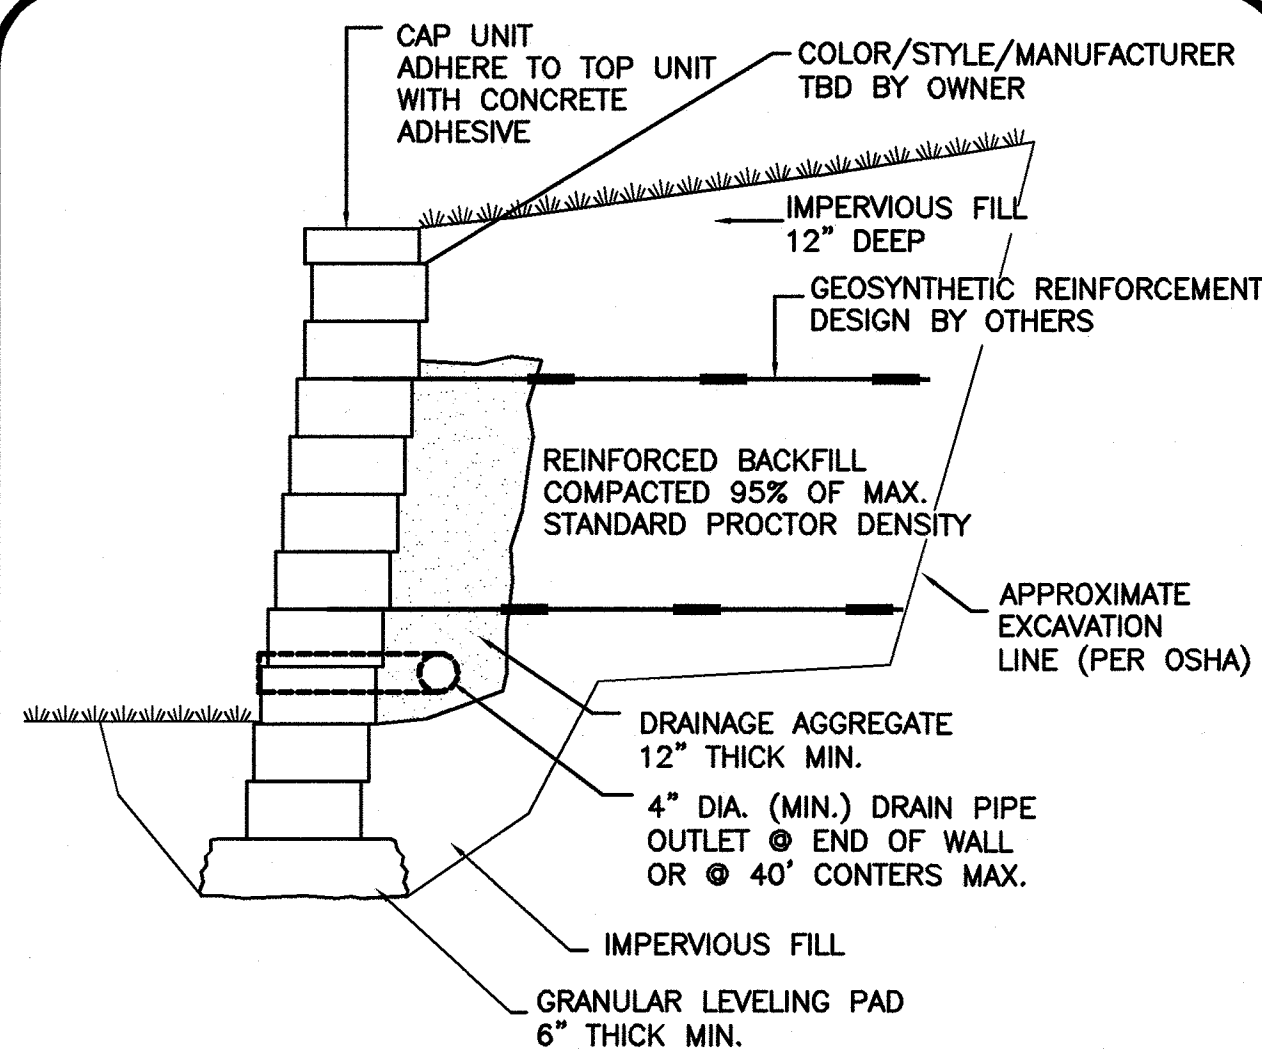 CAP UNIT
ADHERE TO TOP UNIT
WITH CONCRETE
ADHESIVE
COLOR/STYLE/MANUFACTURER
TBD BY OWNER
IMPERVIOUS FILL
12" DEEP
GEOSYNTHETIC REINFORCEMENT
DESIGN BY OTHERS
REINFORCED BACKFILL
COMPACTED 95% OF MAX.
STANDARD PROCTOR DENSITY
APPROXIMATE
EXCAVATION
LINE (PER OSHA)
DRAINAGE AGGREGATE
12" THICK MIN.
4" DIA. (MIN.) DRAIN PIPE
OUTLET @ END OF WALL
OR @ 40' CONTERS MAX.
IMPERVIOUS FILL
GRANULAR LEVELING PAD
6" THICK MIN.